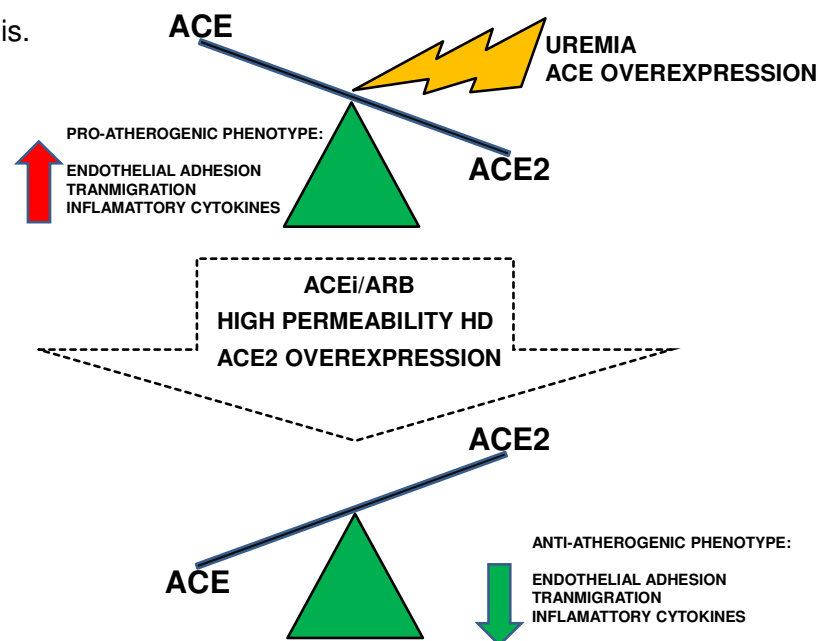 is.
ACE
UREMIA
ACE OVEREXPRESSION
PRO-ATHEROGENIC PHENOTYPE:
ENDOTHELIAL ADHESION
TRANMIGRATION
INFLAMATTORY CYTOKINES
ACE2
ACEi/ARB
HIGH PERMEABILITY HD
ACE2 OVEREXPRESSION
ACE2
ACE
ANTI-ATHEROGENIC PHENOTYPE:
ENDOTHELIAL ADHESION
TRANMIGRATION
INFLAMATTORY CYTOKINES